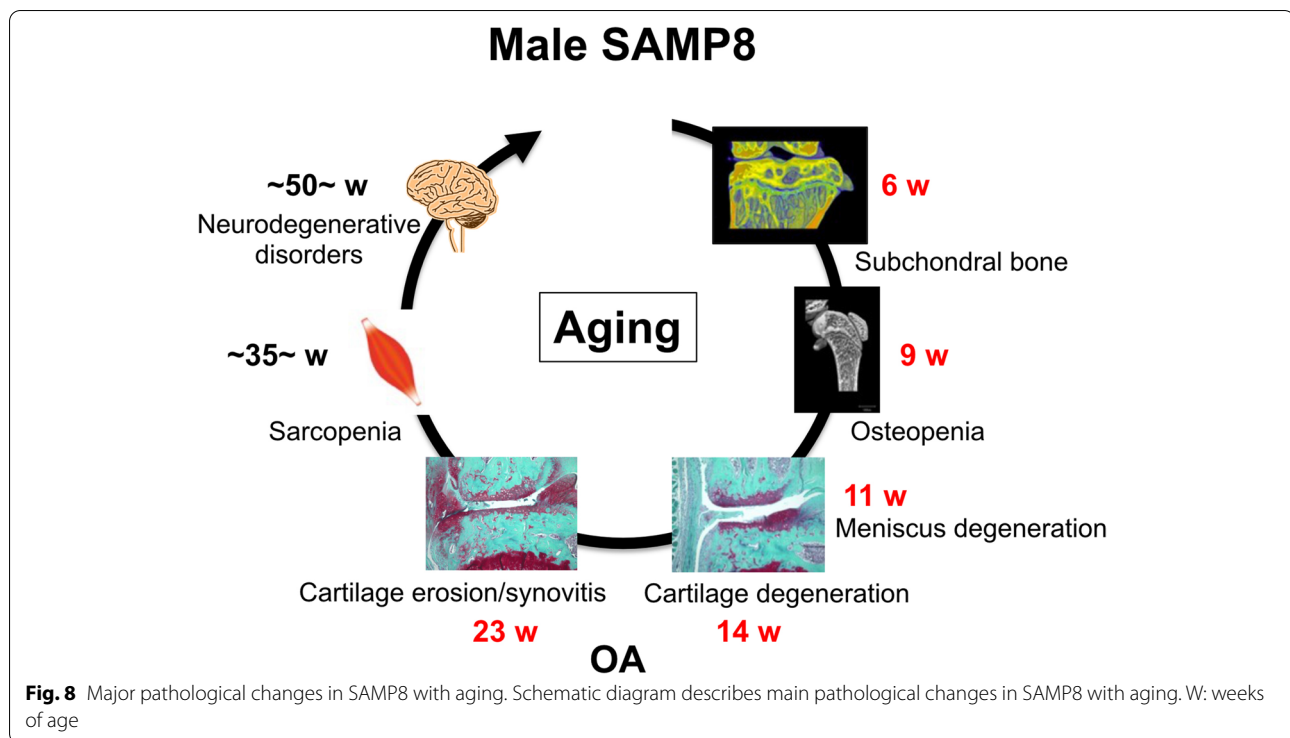 Male SAMP8
6 w
Subchondral bone
9 w
Osteopenia
11 w
Meniscus degeneration
Cartilage degeneration
14 w
Cartilage erosion/synovitis
23 w
OA
~35~ w
Sarcopenia
~50~ w
Neurodegenerative
disorders
Aging
Fig. 8 Major pathological changes in SAMP8 with aging. Schematic diagram describes main pathological changes in SAMP8 with aging. W: weeks
of age